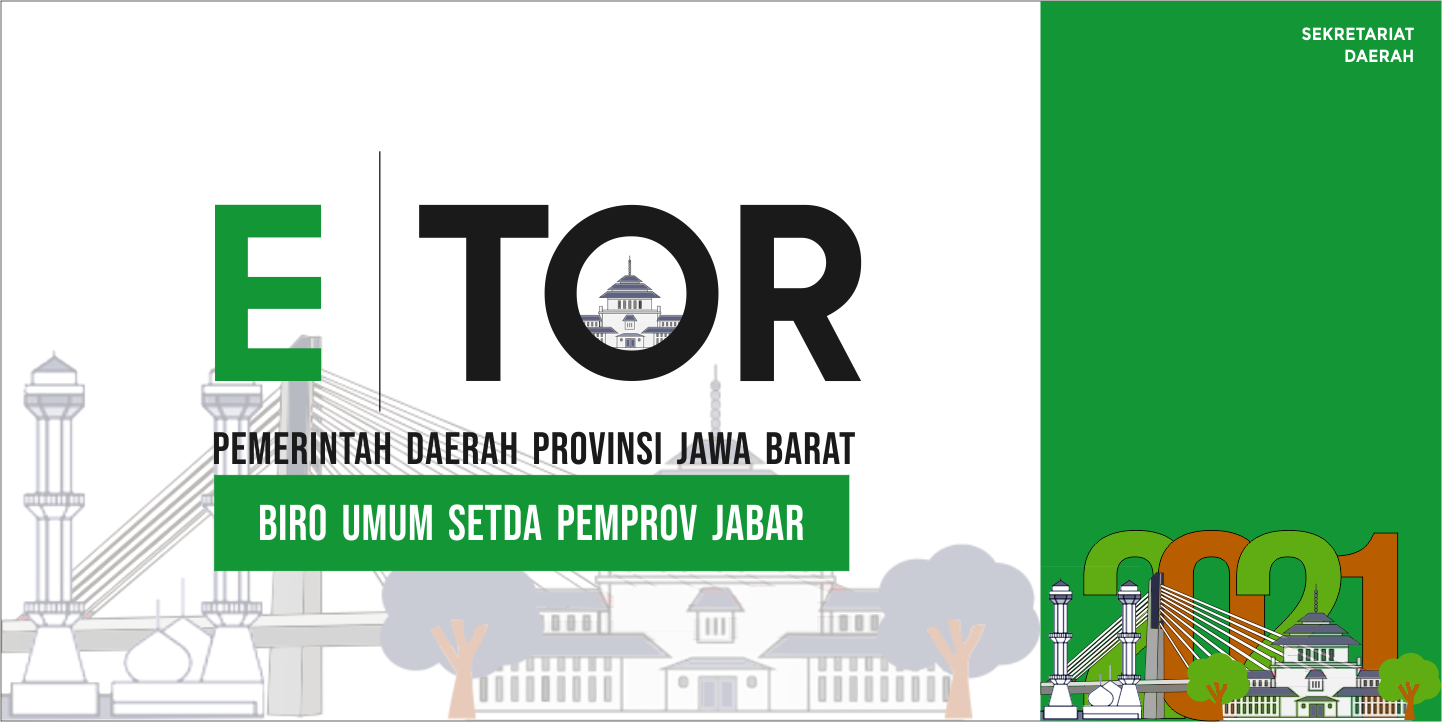 SEKRETARIAT
DAERAH
E TOR
PEMERINTAH DAERAH PROVINSI JAWA BARAT
BIRO UMUM SETDA PEMPROV JABAR
2021